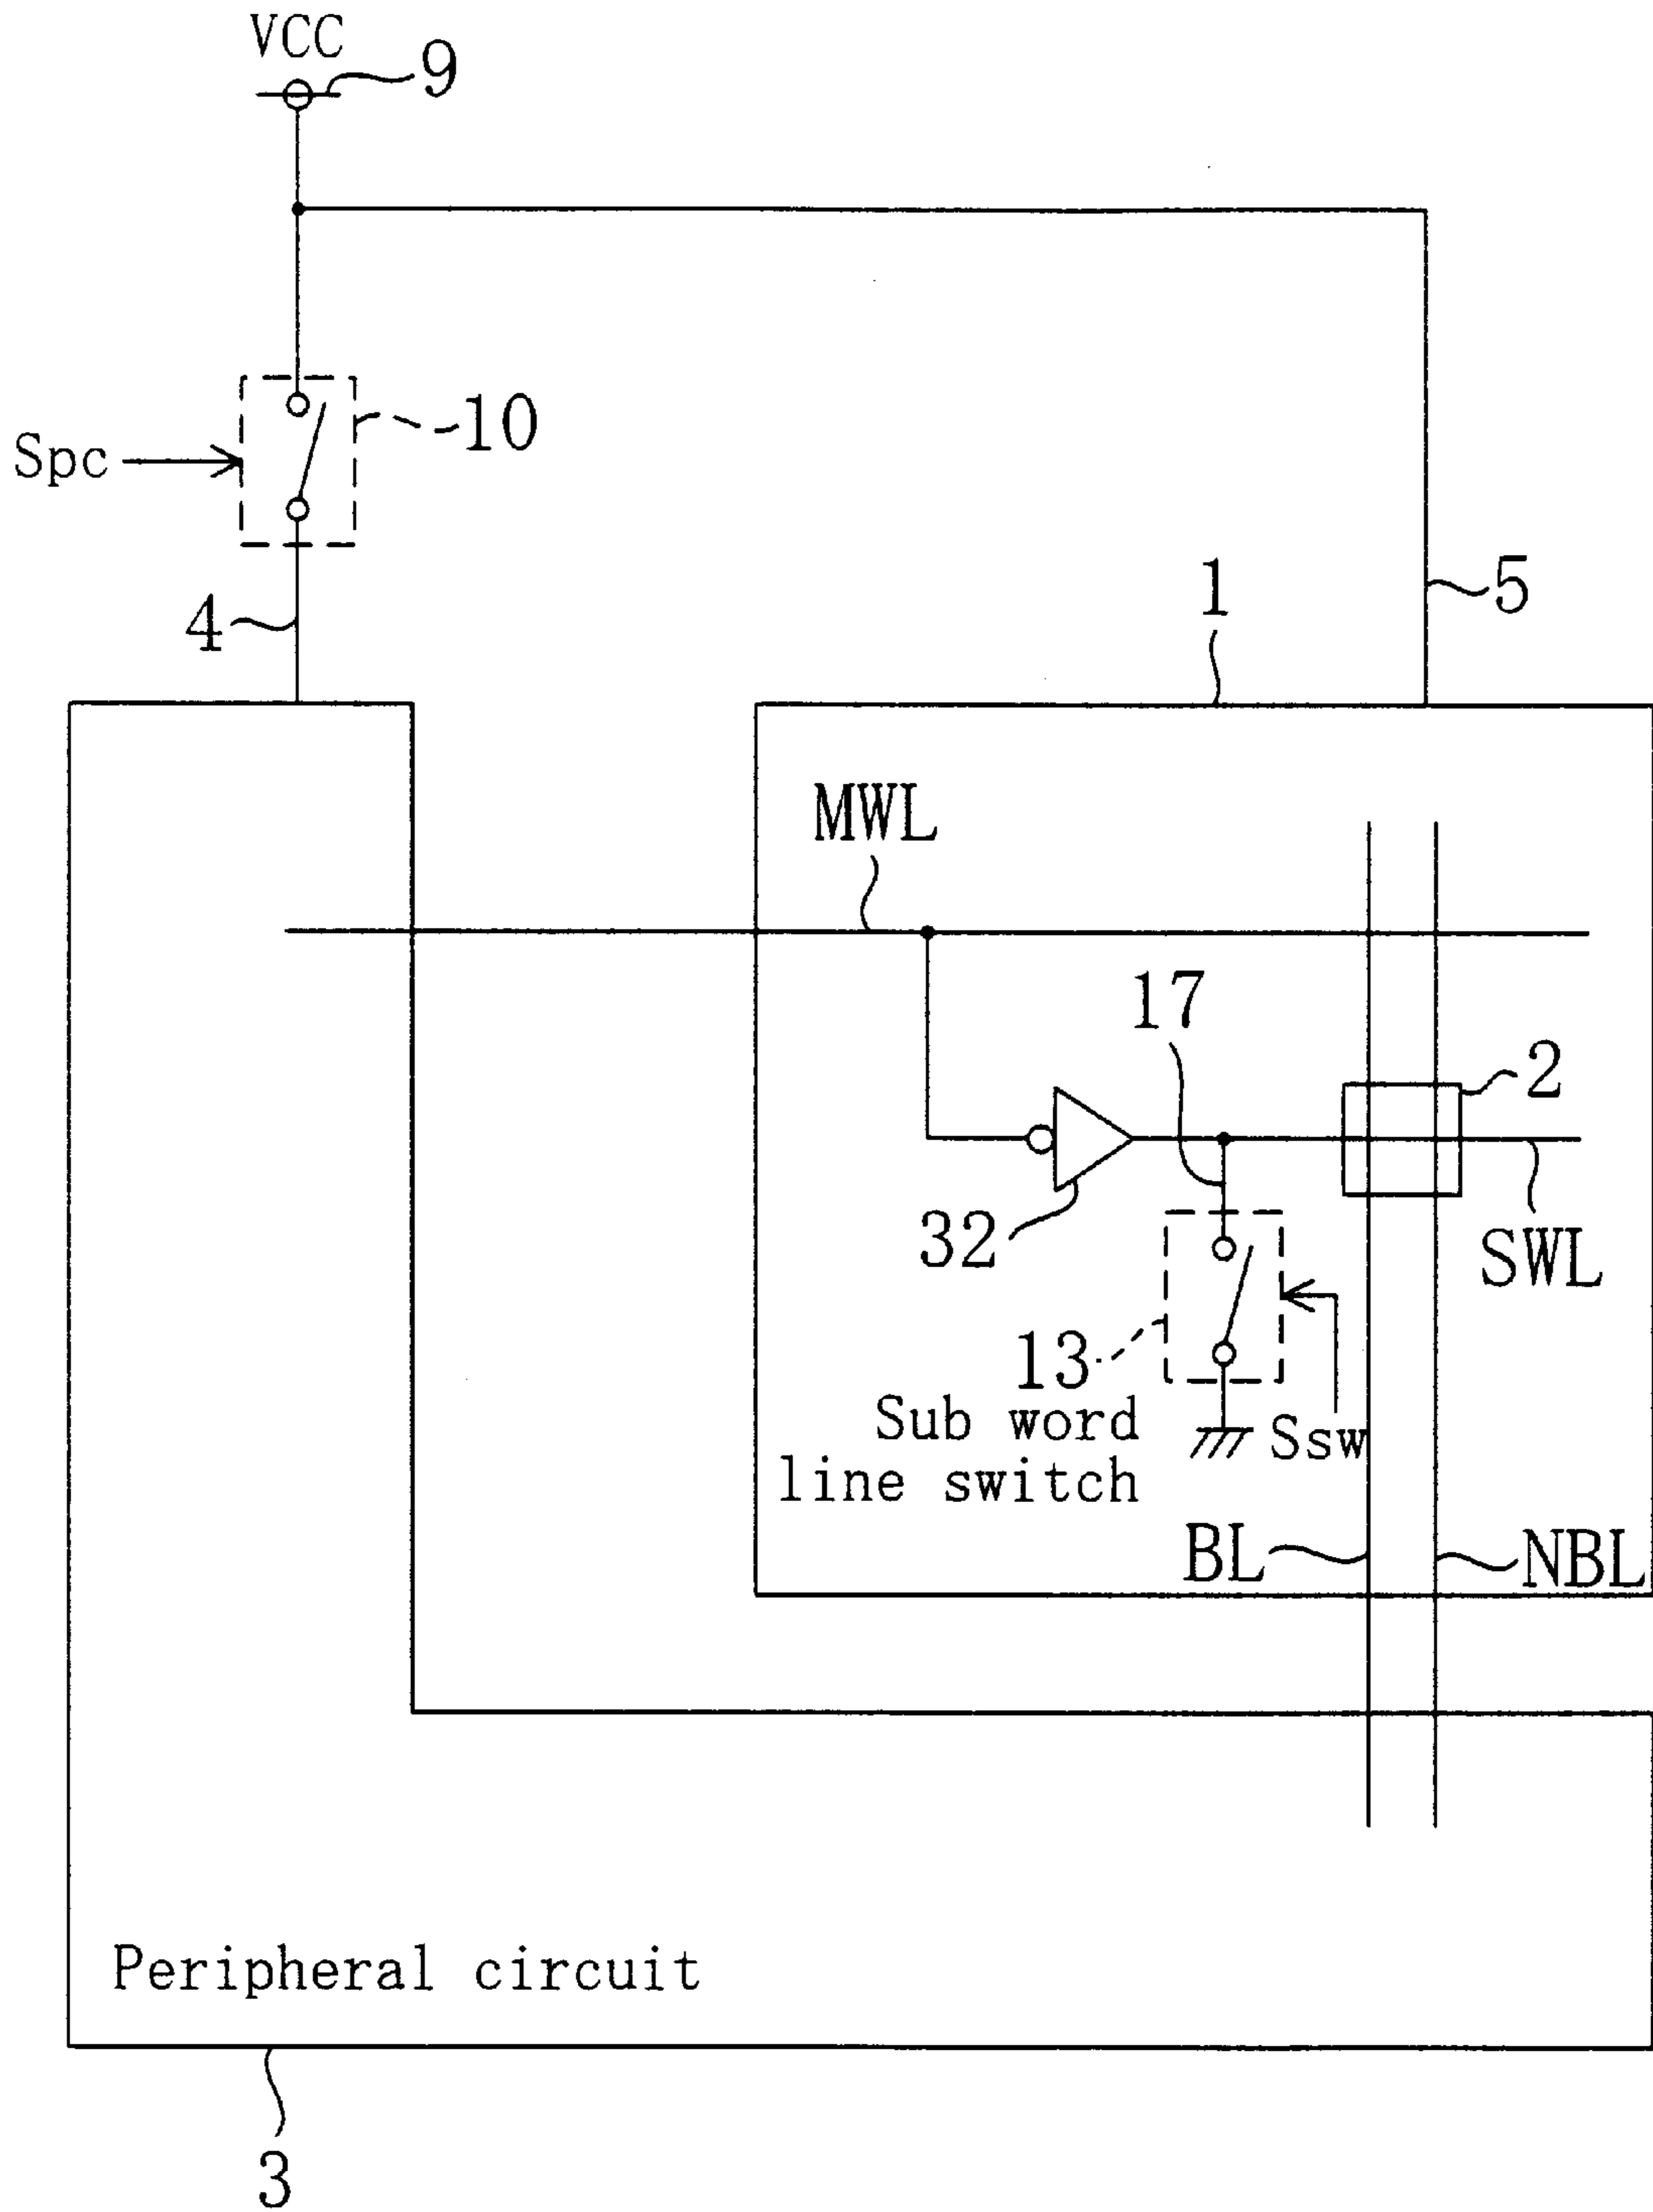 VCC
9
10
Spc
4
1
5
MWL
17
2
32
SWL
13
Sub word
line switch
Ssw
BL
NBL
Peripheral circuit
3